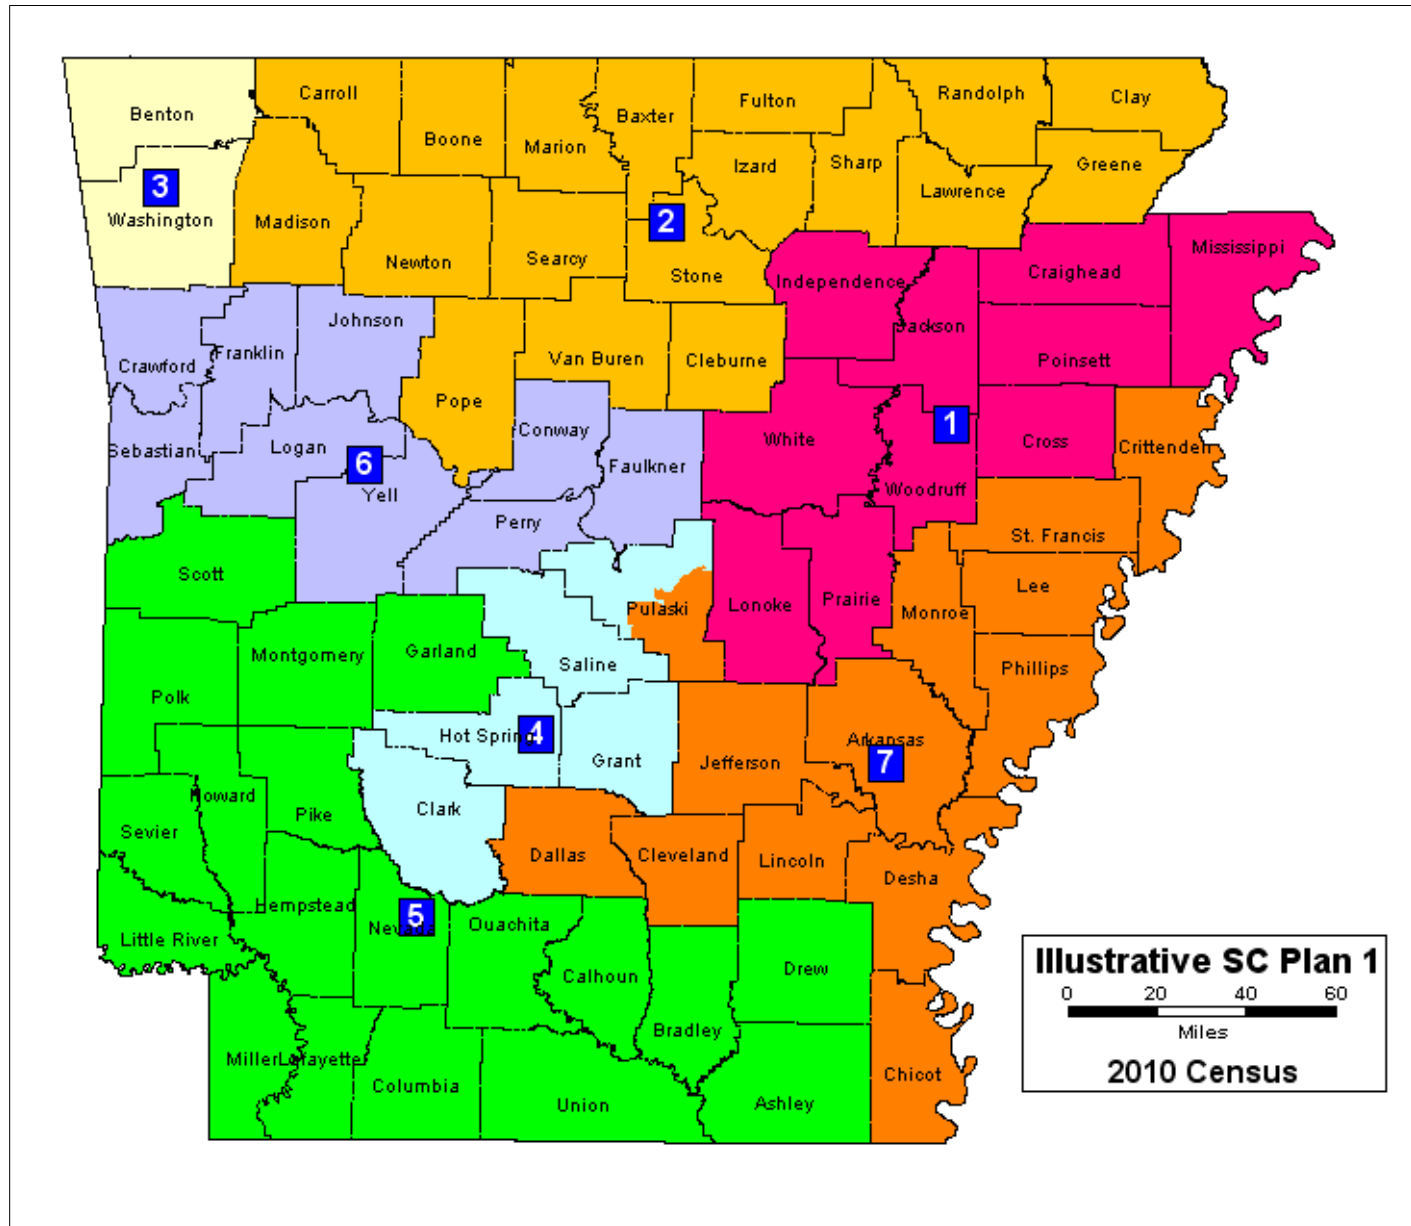 Benton
Carroll
Boone
Marion
Baxter
Fulton
Randolph
Clay
Izard
Sharp
Lawrence
Greene
3
Washington
Madison
Newton
Searcy
2
Stone
Independence
Jackson
Craighead
Mississippi
Poinsett
Crawford
Franklin
Johnson
Van Buren
Cleburne
Pope
Conway
White
1
Cross
Crittenden
Sebastian
Logan
6
Yell
Faulkner
Woodruff
Perry
St. Francis
Scott
Pulaski
Lonoke
Prairie
Monroe
Lee
Montgomery
Garland
Saline
Phillips
Polk
Hot Spring
4
Grant
Jefferson
Arkansas
7
Howard
Pike
Clark
Sevier
Dallas
Cleveland
Lincoln
Desha
Hempstead
Nevada
5
Ouachita
Little River
Calhoun
Drew
Bradley
Miller
Lafayette
Columbia
Union
Ashley
Chicot
Illustrative SC Plan 1
0 20 40 60
Miles
2010 Census